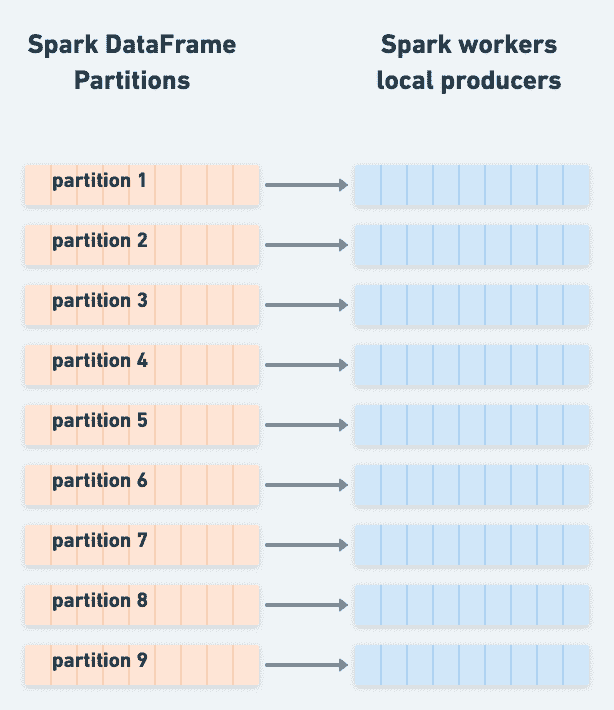 Spark DataFrame
Partitions
Spark workers
local producers
partition 1
partition 2
partition 3
partition 4
partition 5
partition 6
partition 7
partition 8
partition 9